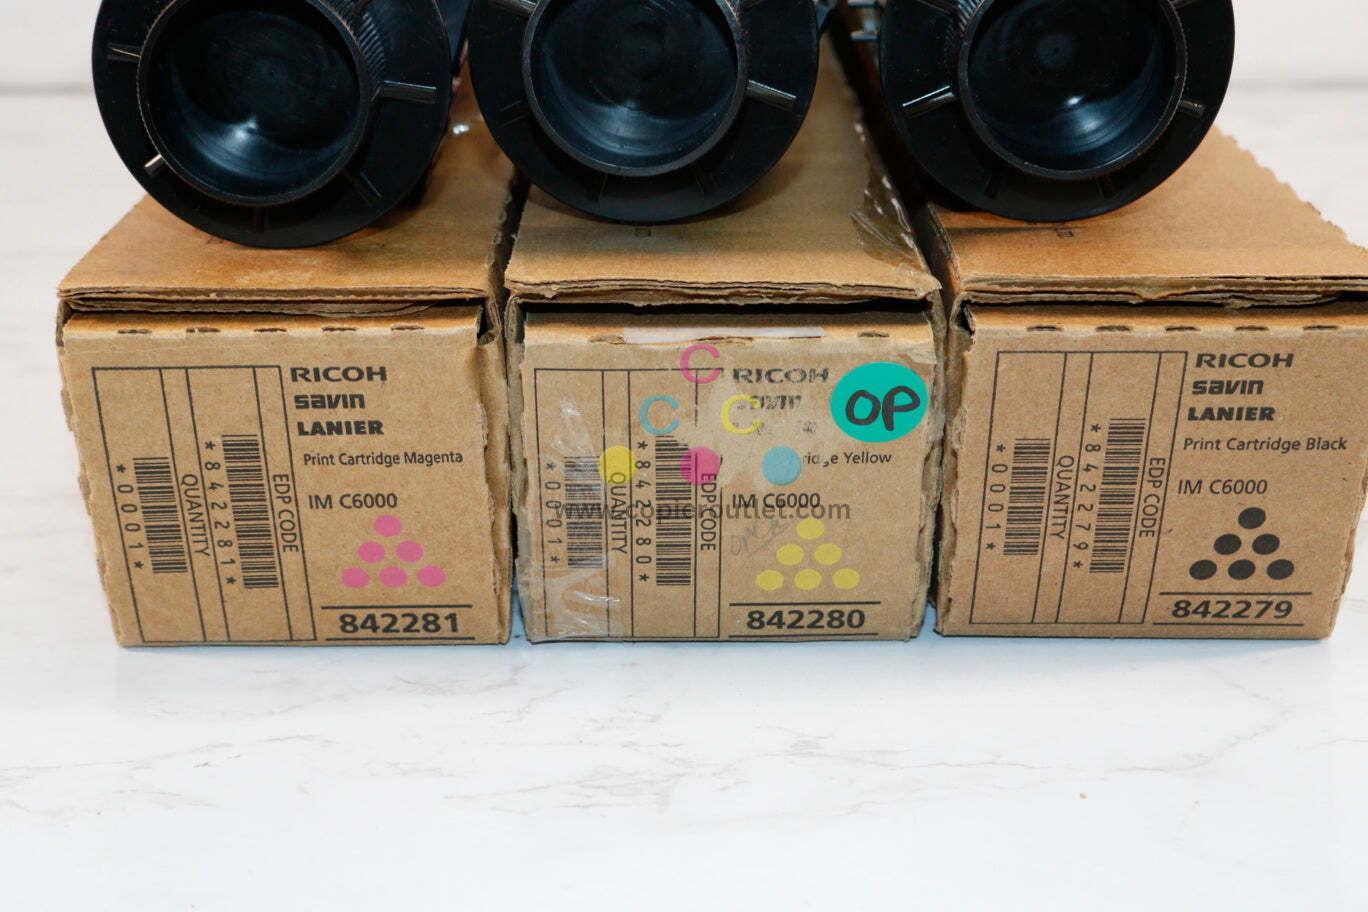 RICOH
savin
LANIER
Print Cartridge Magenta
IM C6000
842281
EDP CODE
*842281*
QUANTITY
*0001*
RICOH
savin
OP
ridge Yellow
IM C6000
842280
EDP CODE
*842280*
QUANTITY
*0001*
C
C C
www.copieroutlet.com
RICOH
savin
LANIER
Print Cartridge Black
IM C6000
842279
EDP CODE
*842279*
QUANTITY
*0001*